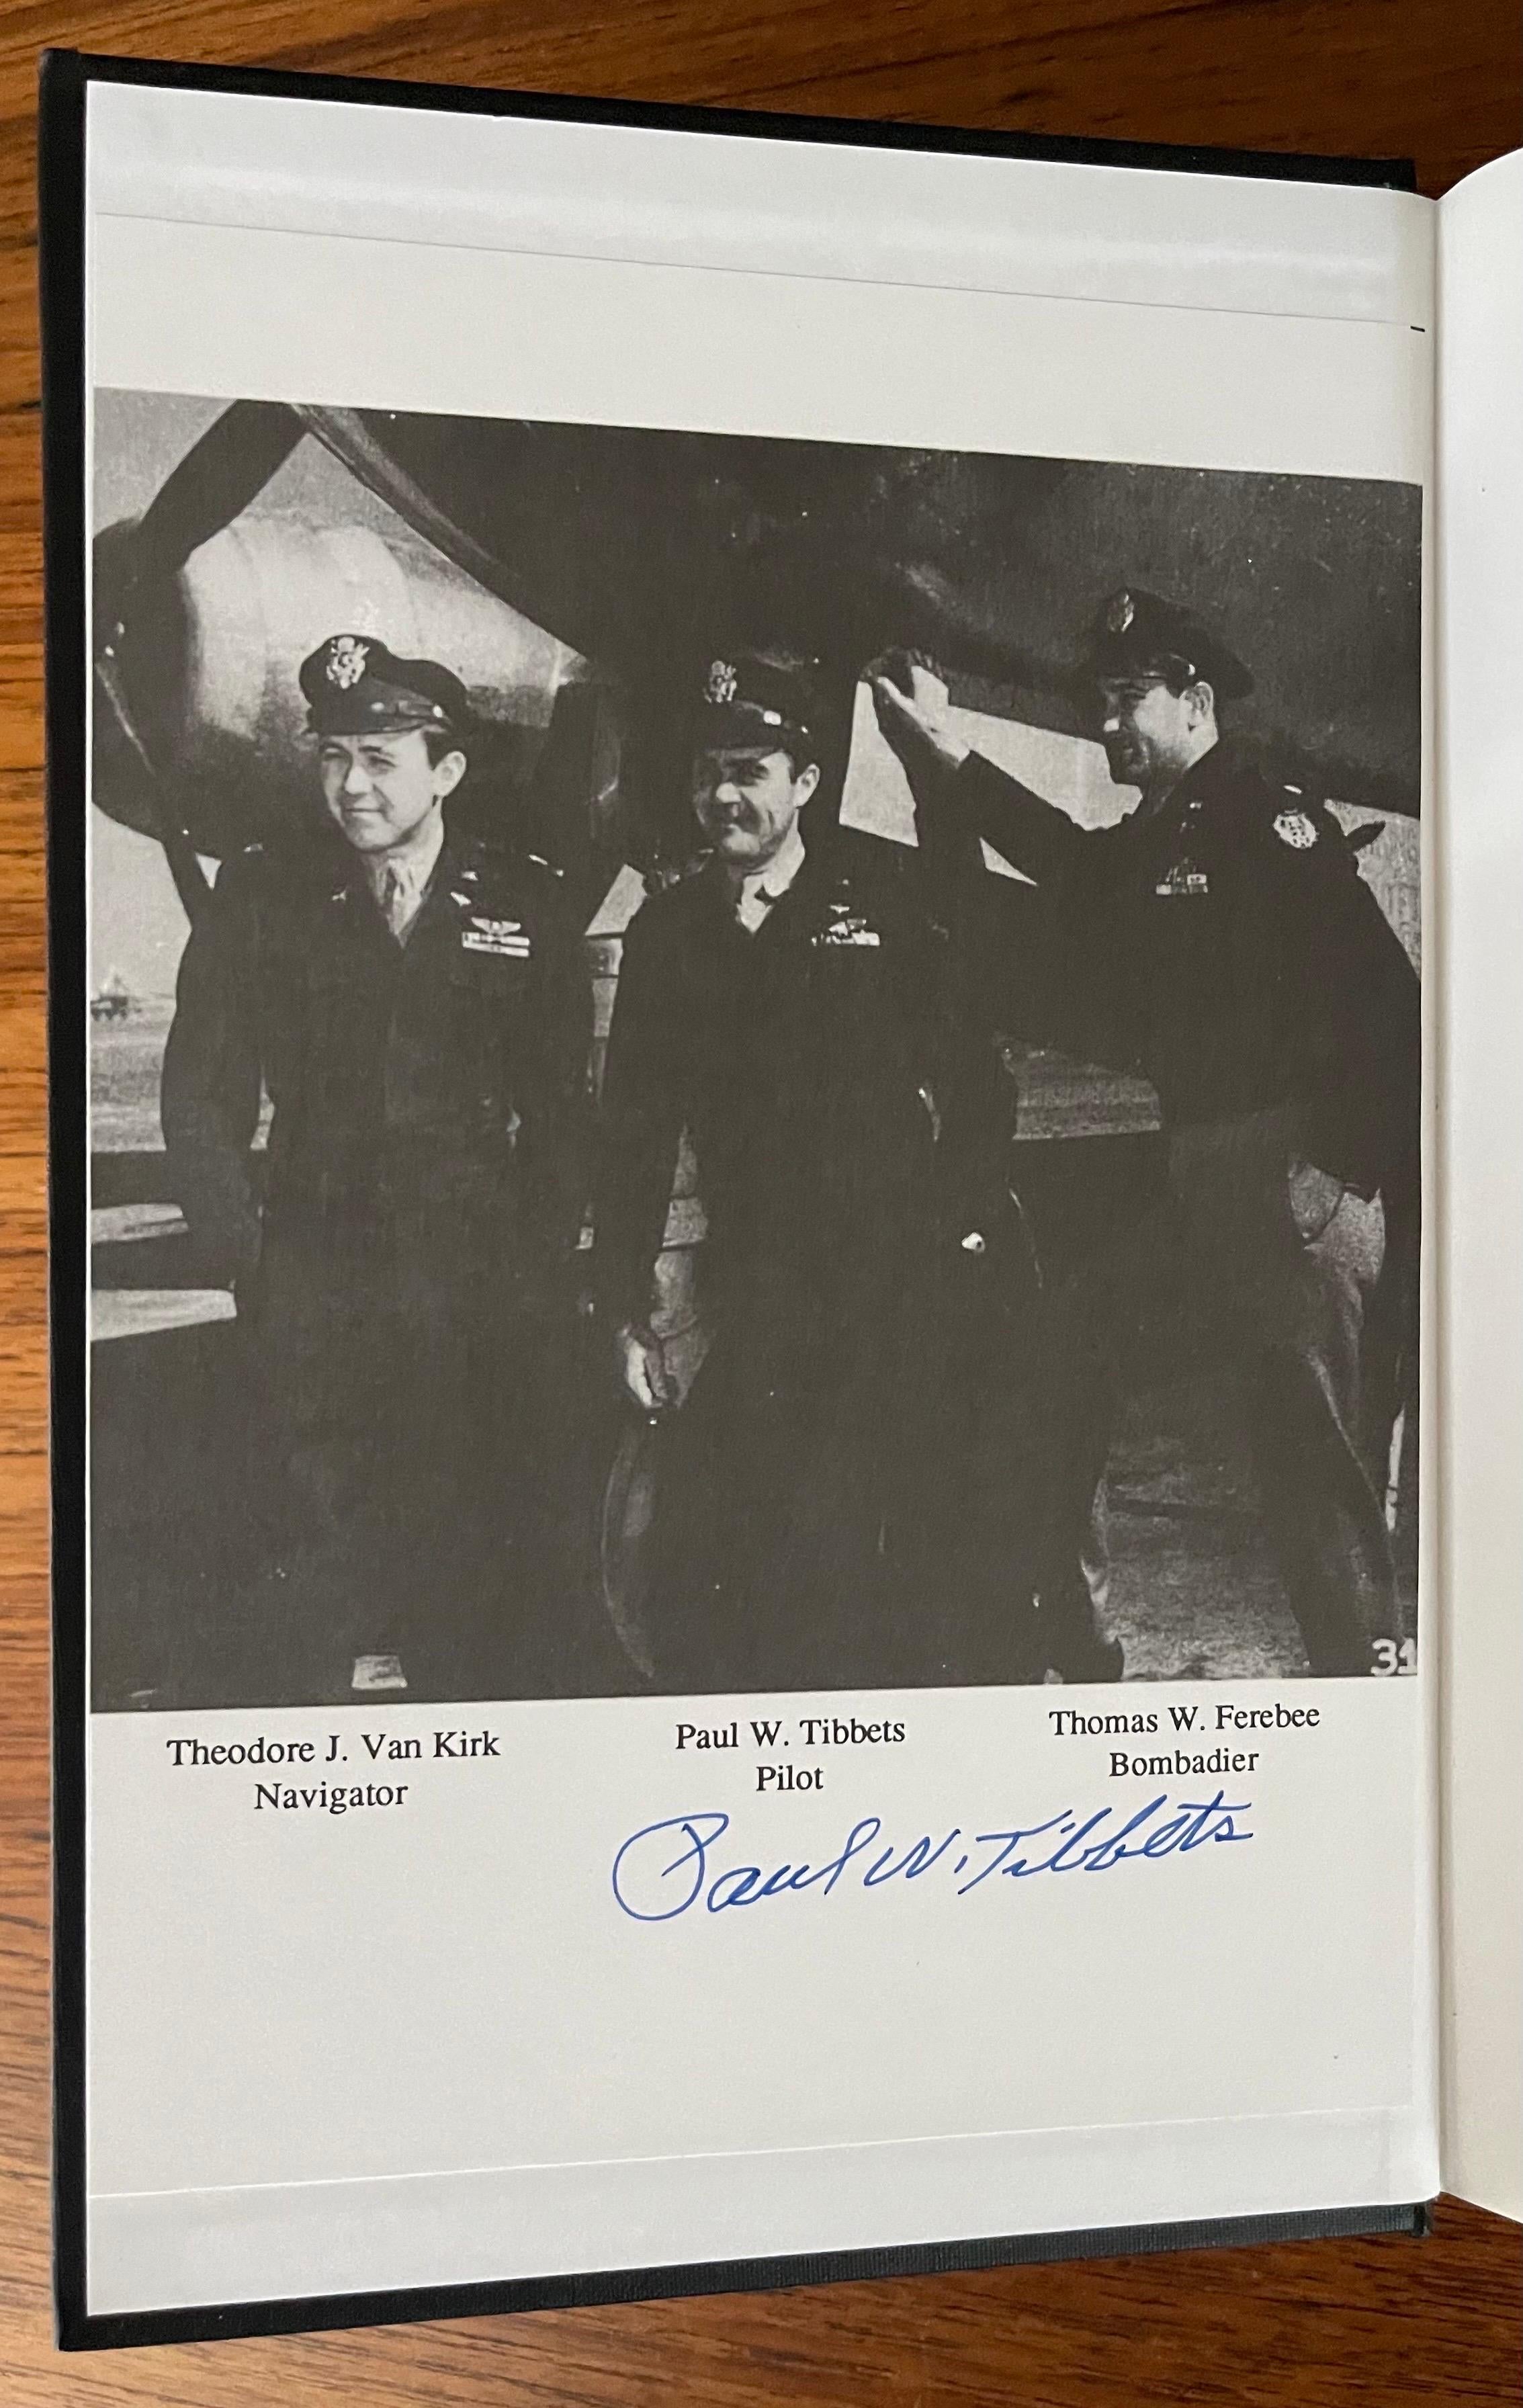 31
Theodore J. Van Kirk
Navigator
Paul W. Tibbets
Pilot
Thomas W. Ferebee
Bombadier
Paul W. Tibbets